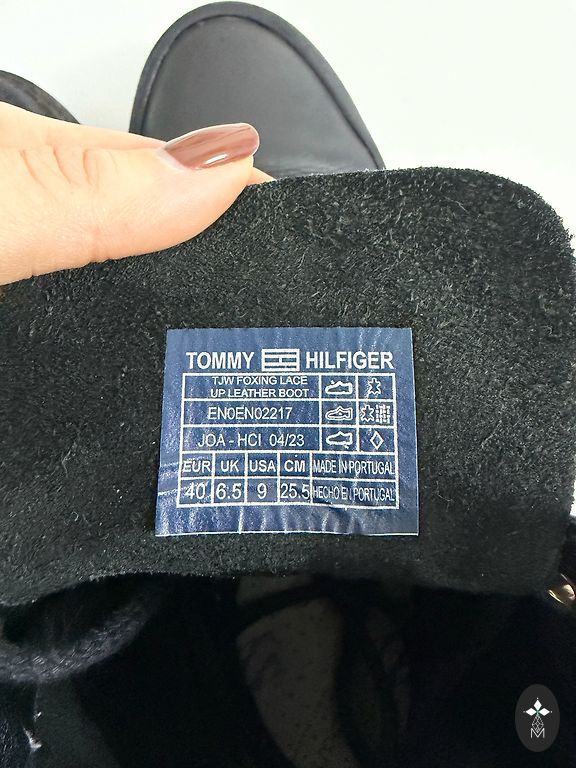 TOMMY HILFIGER
TJW FOXING LACE
UP LEATHER BOOT
EN0EN02217
JOA - HCI 04/23
EUR UK USA CM MADE IN PORTUGAL
40 6.5 9 25.5 HECHO EN PORTUGAL
M